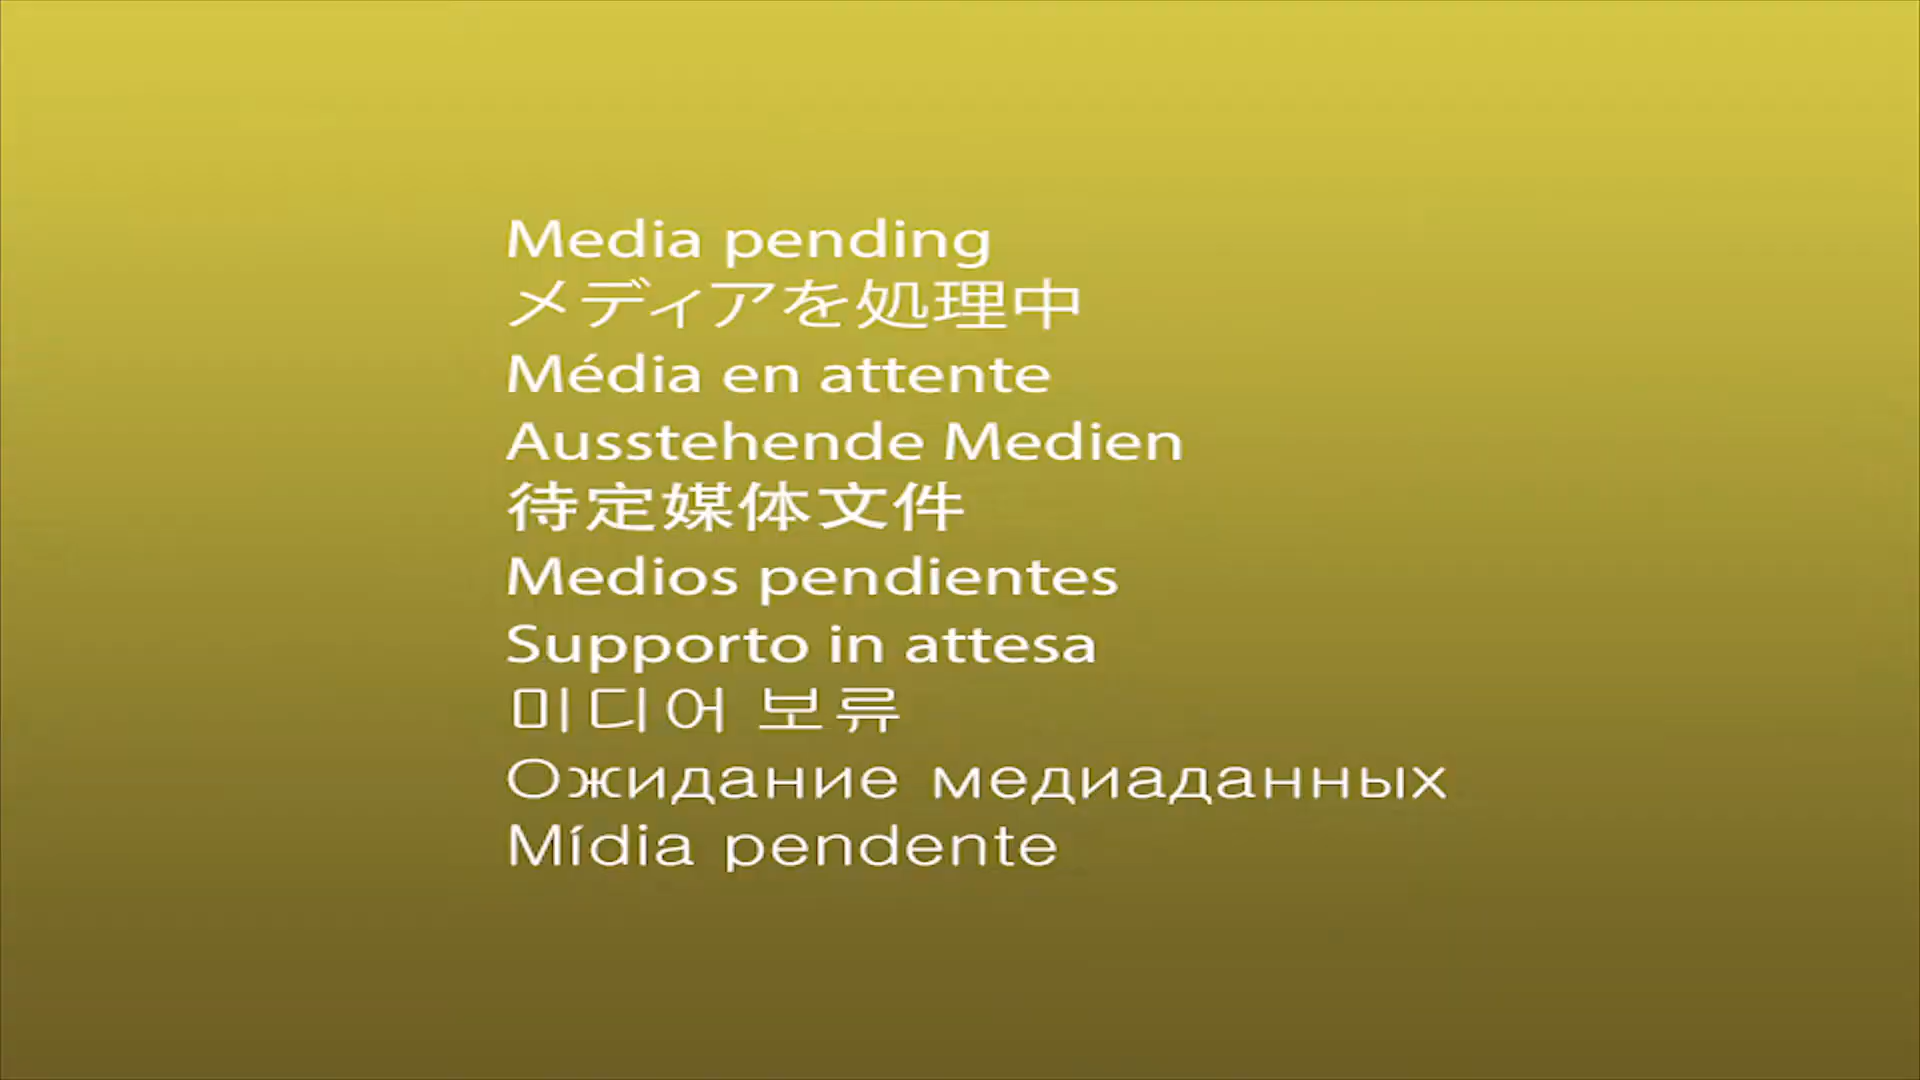 Media pending
メディアを処理中
Média en attente
Ausstehende Medien
待定媒体文件
Medios pendientes
Supporto in attesa
미디어 보류
Ожидание медиаданных
Mídia pendente